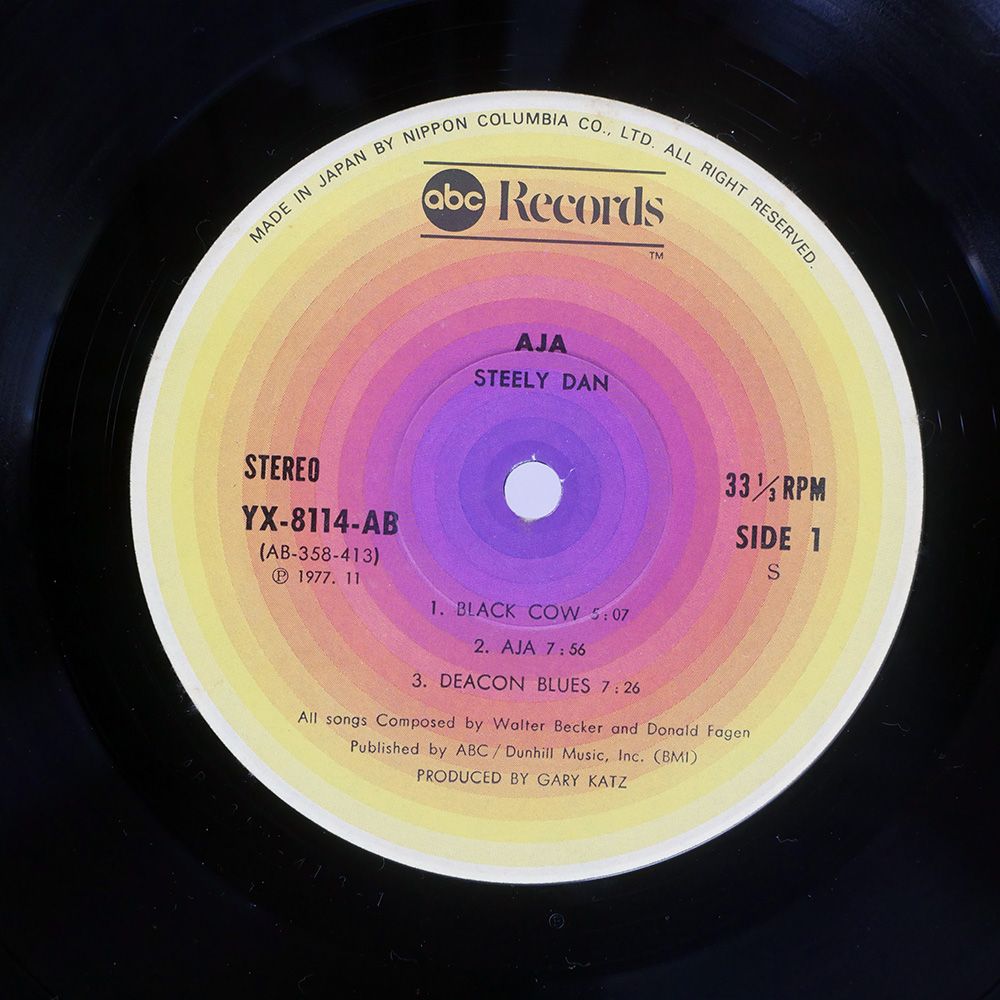 MADE IN JAPAN BY NIPPON COLUMBIA CO., LTD. ALL RIGHT RESERVED.
abc Records
TM
AJA
STEELY DAN
STEREO
YX-8114-AB
(AB-358-413)
Ⓟ 1977. 11
33 1/3 RPM
SIDE 1
S
1. BLACK COW 5:07
2. AJA 7:56
3. DEACON BLUES 7:26
All songs Composed by Walter Becker and Donald Fagen
Published by ABC/Dunhill Music, Inc. (BMI)
PRODUCED BY GARY KATZ